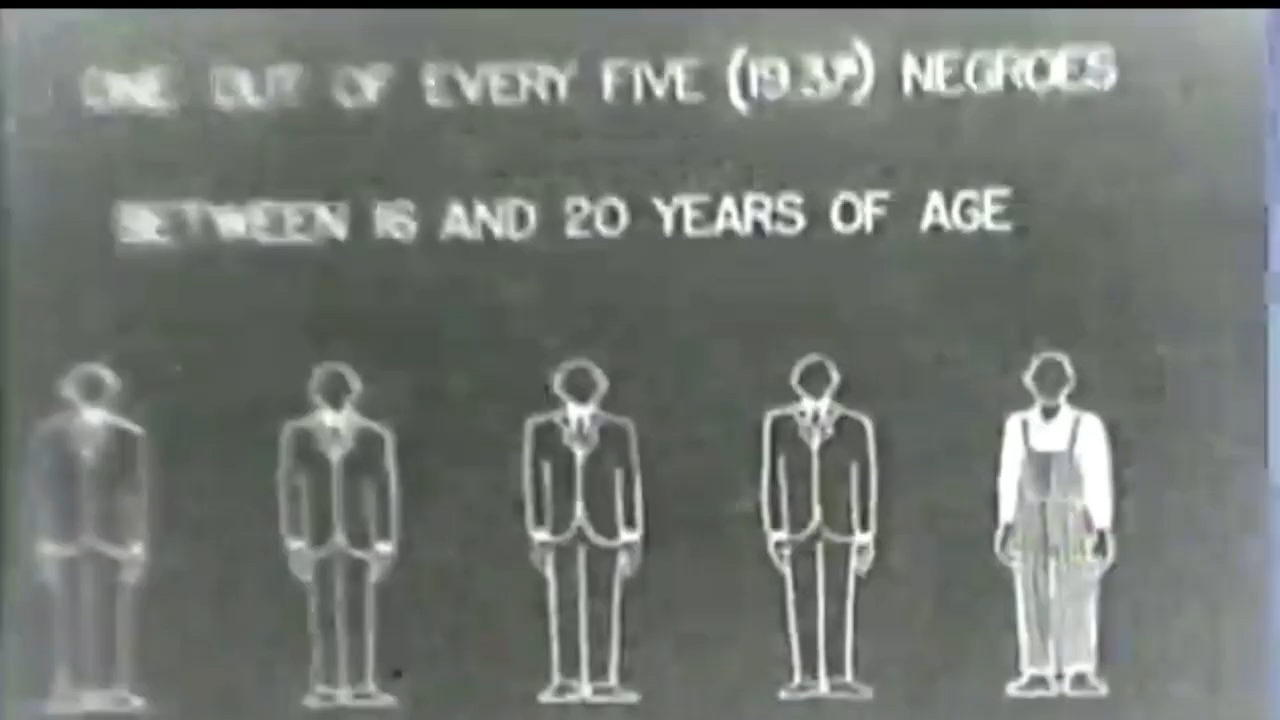 ONE OUT OF EVERY FIVE (19.3%) NEGROES
BETWEEN 16 AND 20 YEARS OF AGE